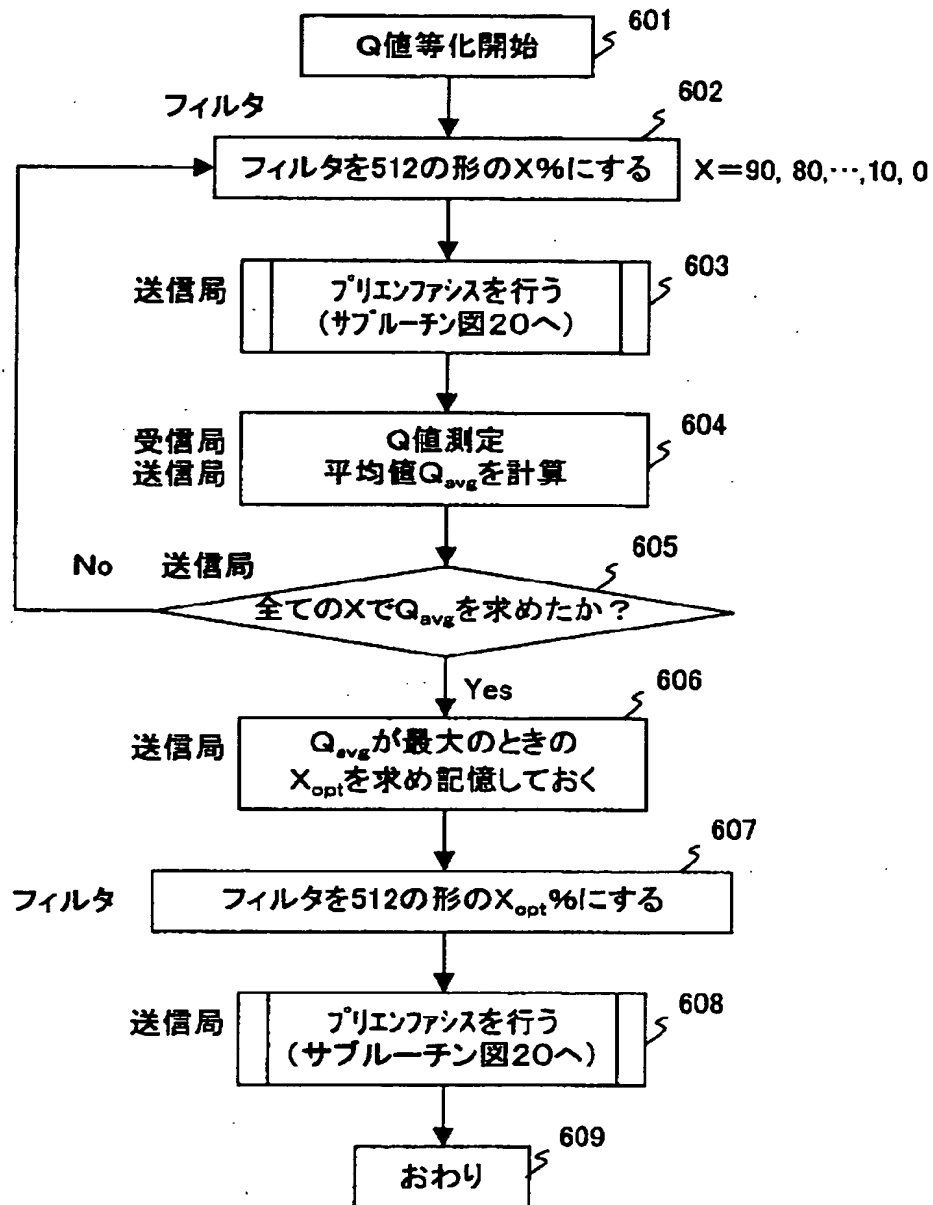 601
Q値等化開始
フィルタ
602
フィルタを512の形のX%にする
X=90, 80,…,10, 0
603
送信局
プリエンファシスを行う
(サブルーチン図20へ)
604
受信局
送信局
Q値測定
平均値Qavgを計算
605
No
送信局
全てのXでQavgを求めたか?
Yes
606
送信局
Qavgが最大のときの
Xoptを求め記憶しておく
607
フィルタ
フィルタを512の形のXopt%にする
608
送信局
プリエンファシスを行う
(サブルーチン図20へ)
609
おわり